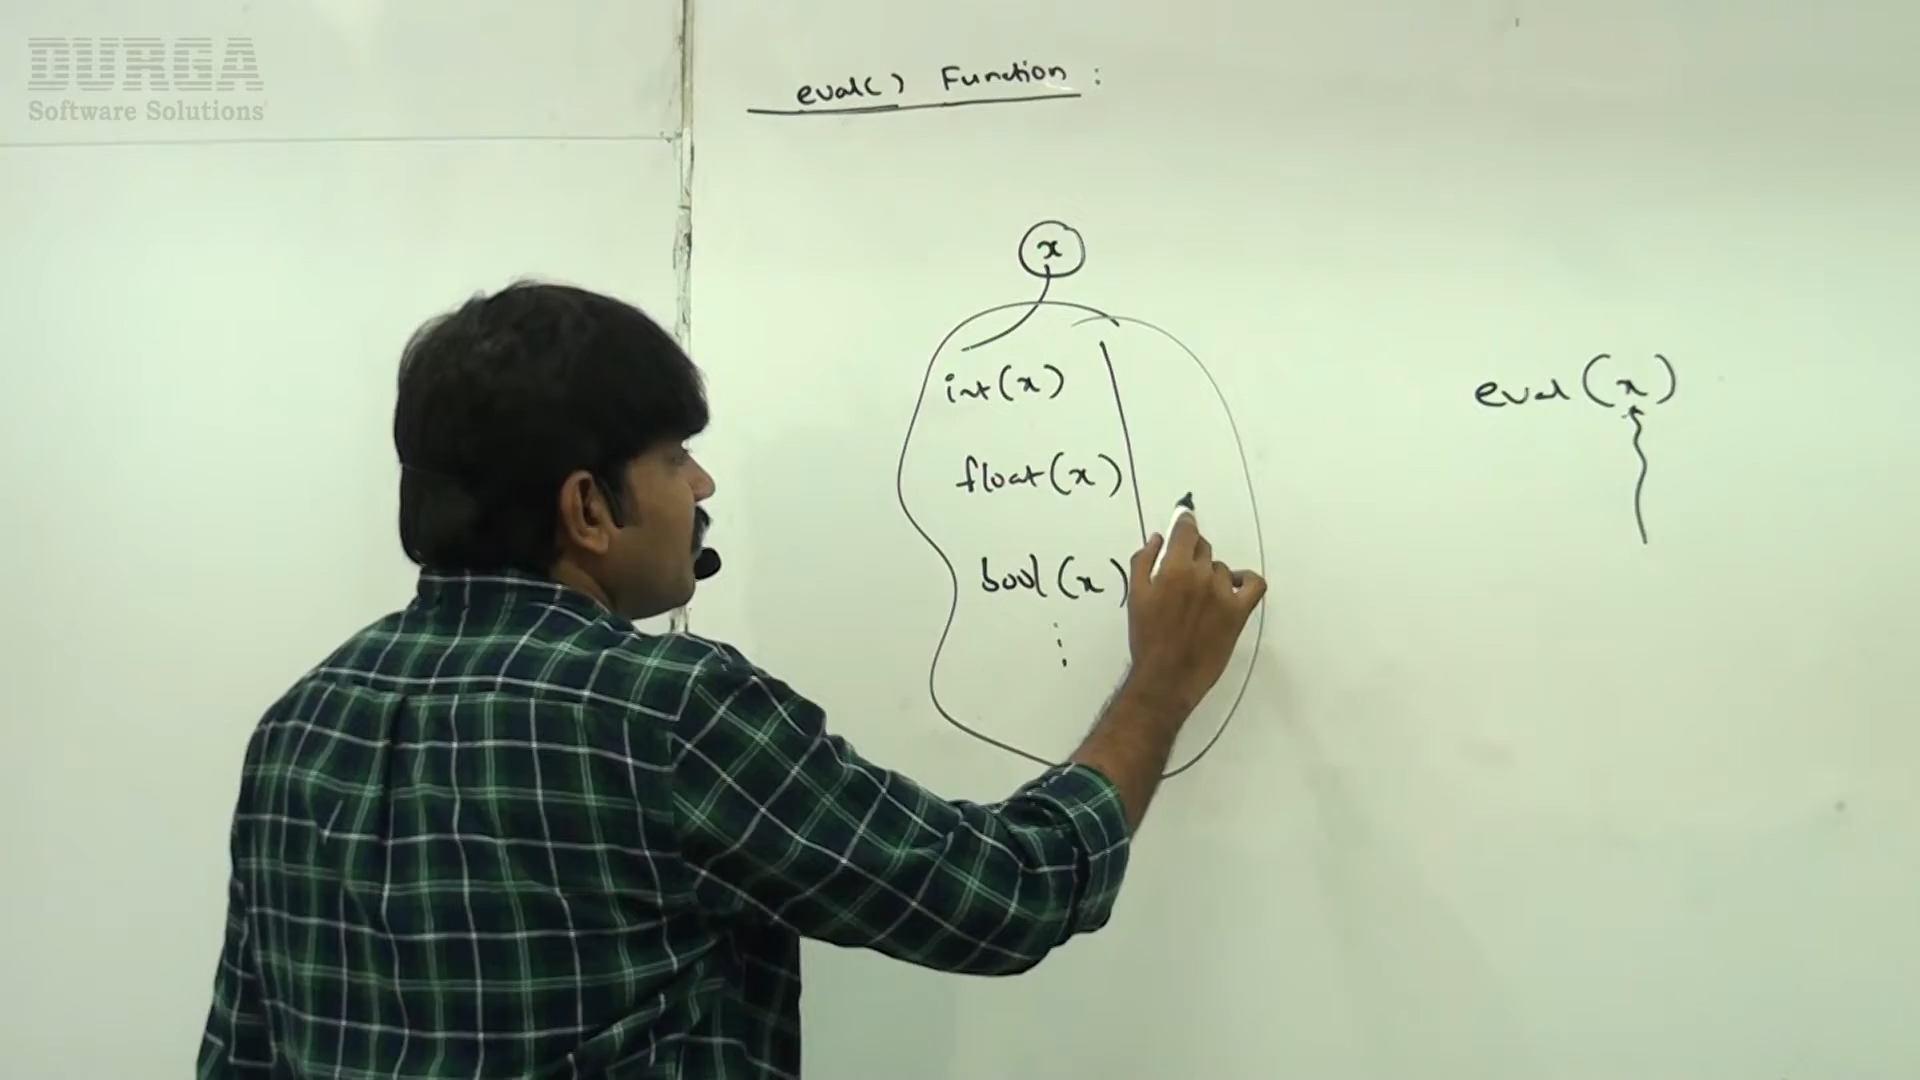 DURGA
Software Solutions
eval() Function :
x
int(x)
float(x)
bool(x)
eval(x)